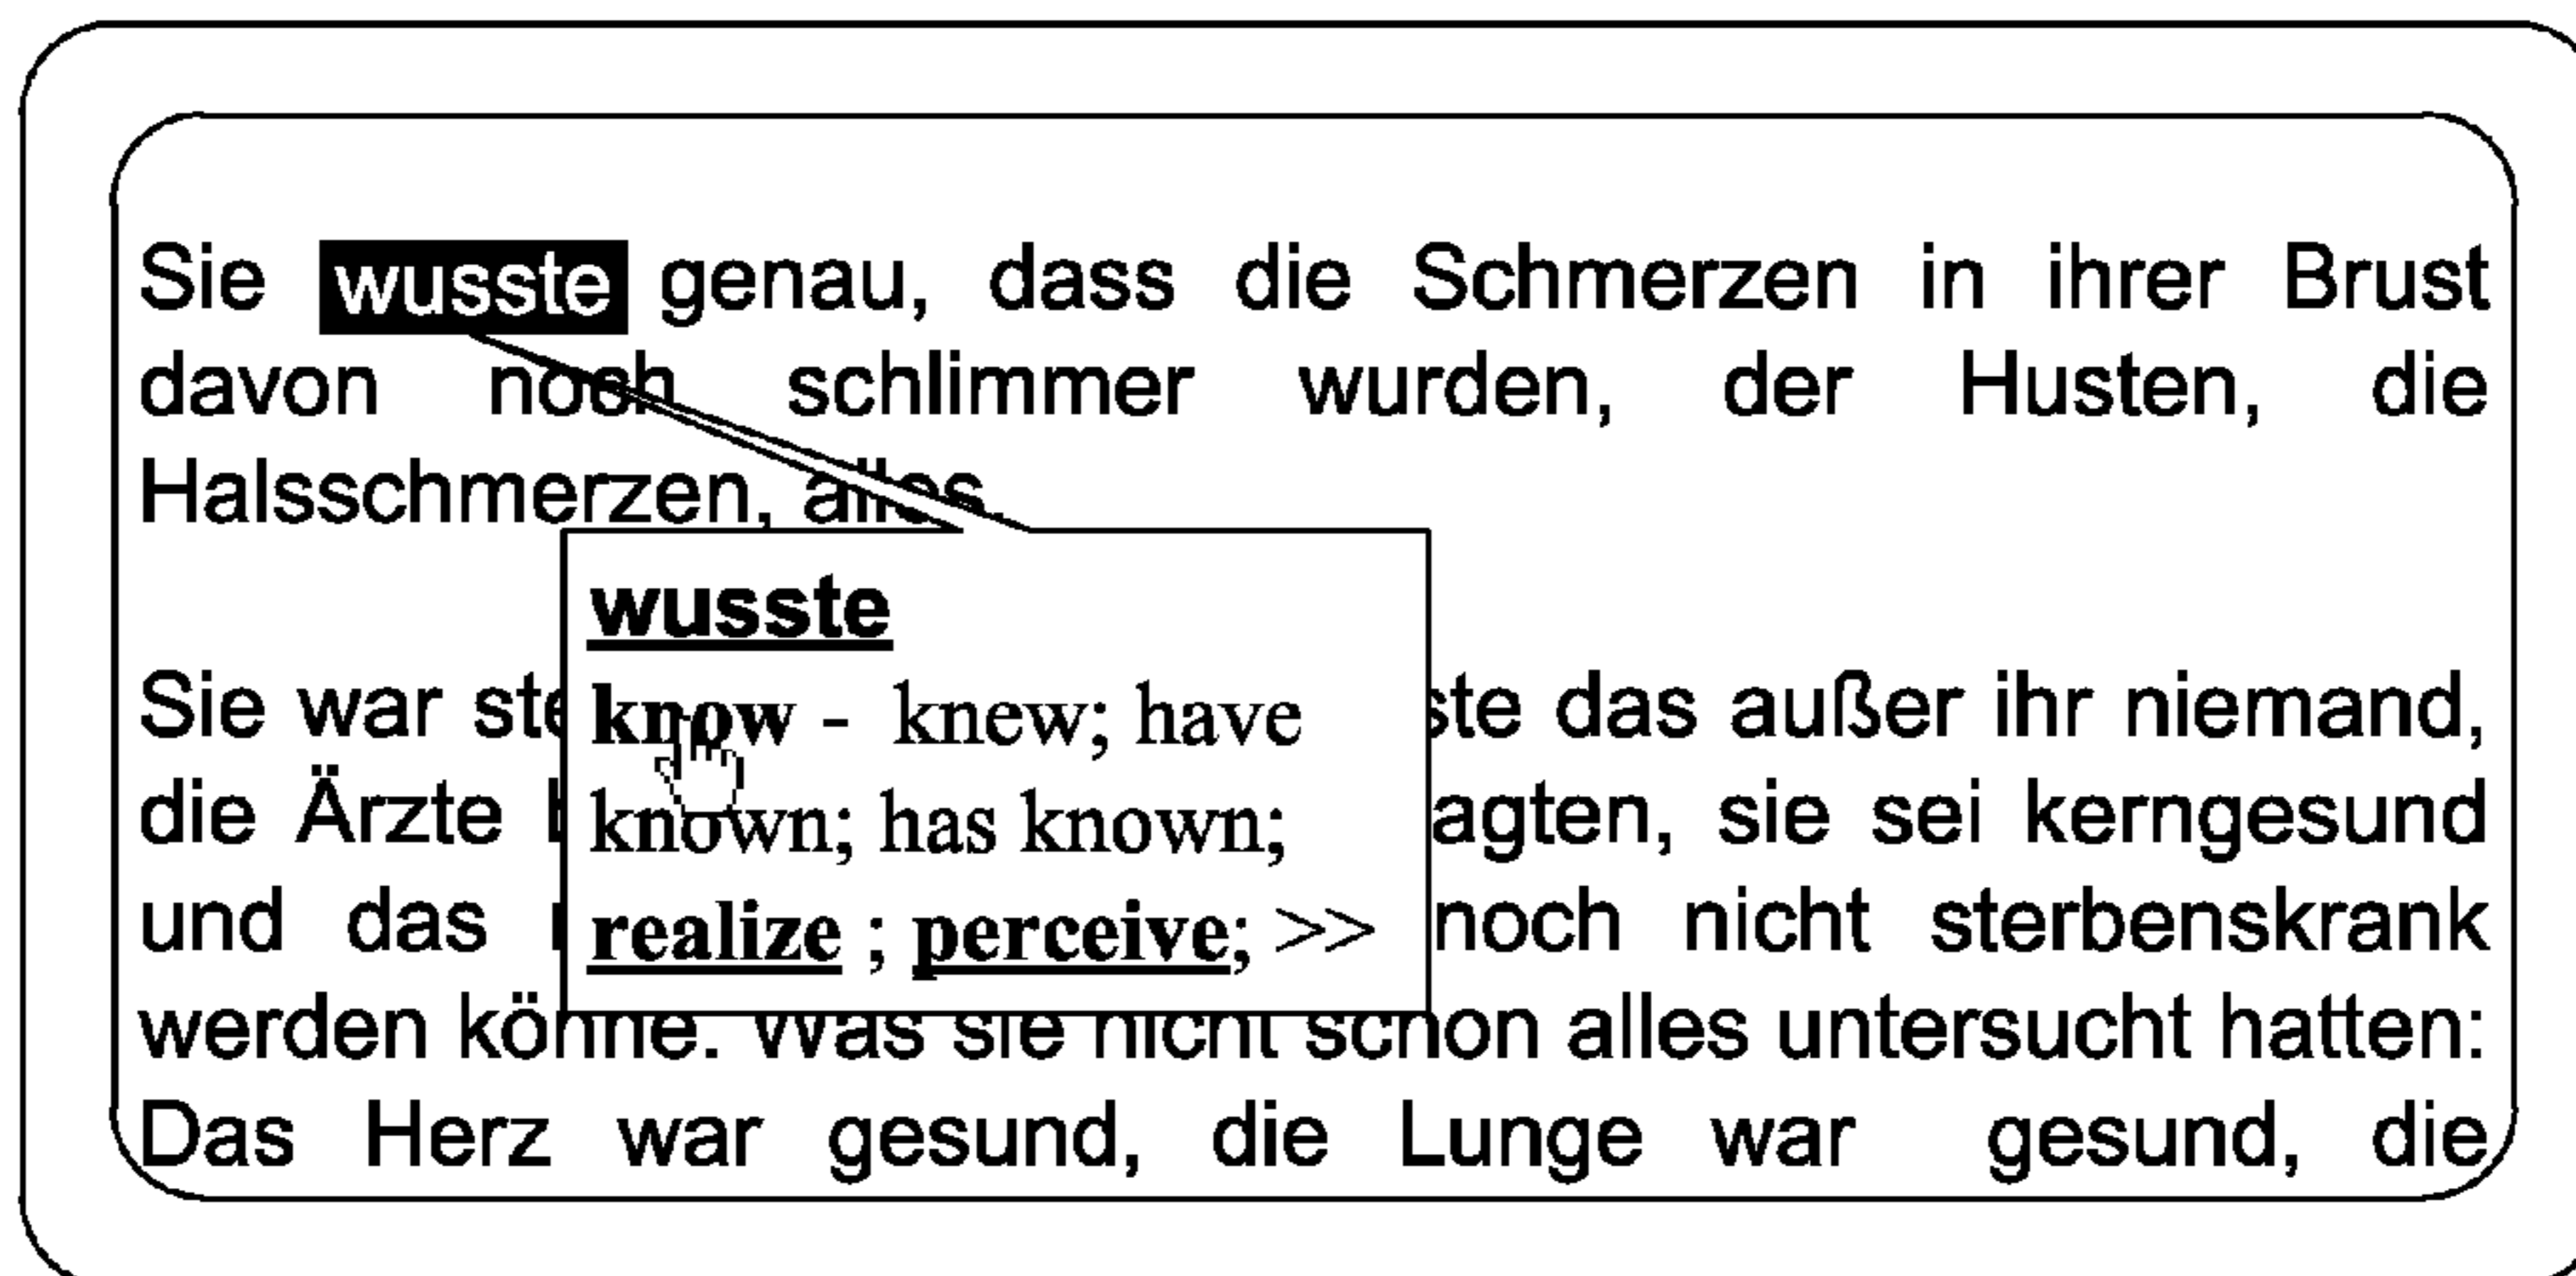 Sie wusste genau, dass die Schmerzen in ihrer Brust
davon noch schlimmer wurden, der Husten, die
Halsschmerzen, alles.
wusste
know - knew; have
known; has known;
realize ; perceive; >>
Sie war das außer ihr niemand,
die Ärzte sie sei kerngesund
und das noch nicht sterbenskrank
werden könne. Was sie nicht schon alles untersucht hatten:
Das Herz war gesund, die Lunge war gesund, die